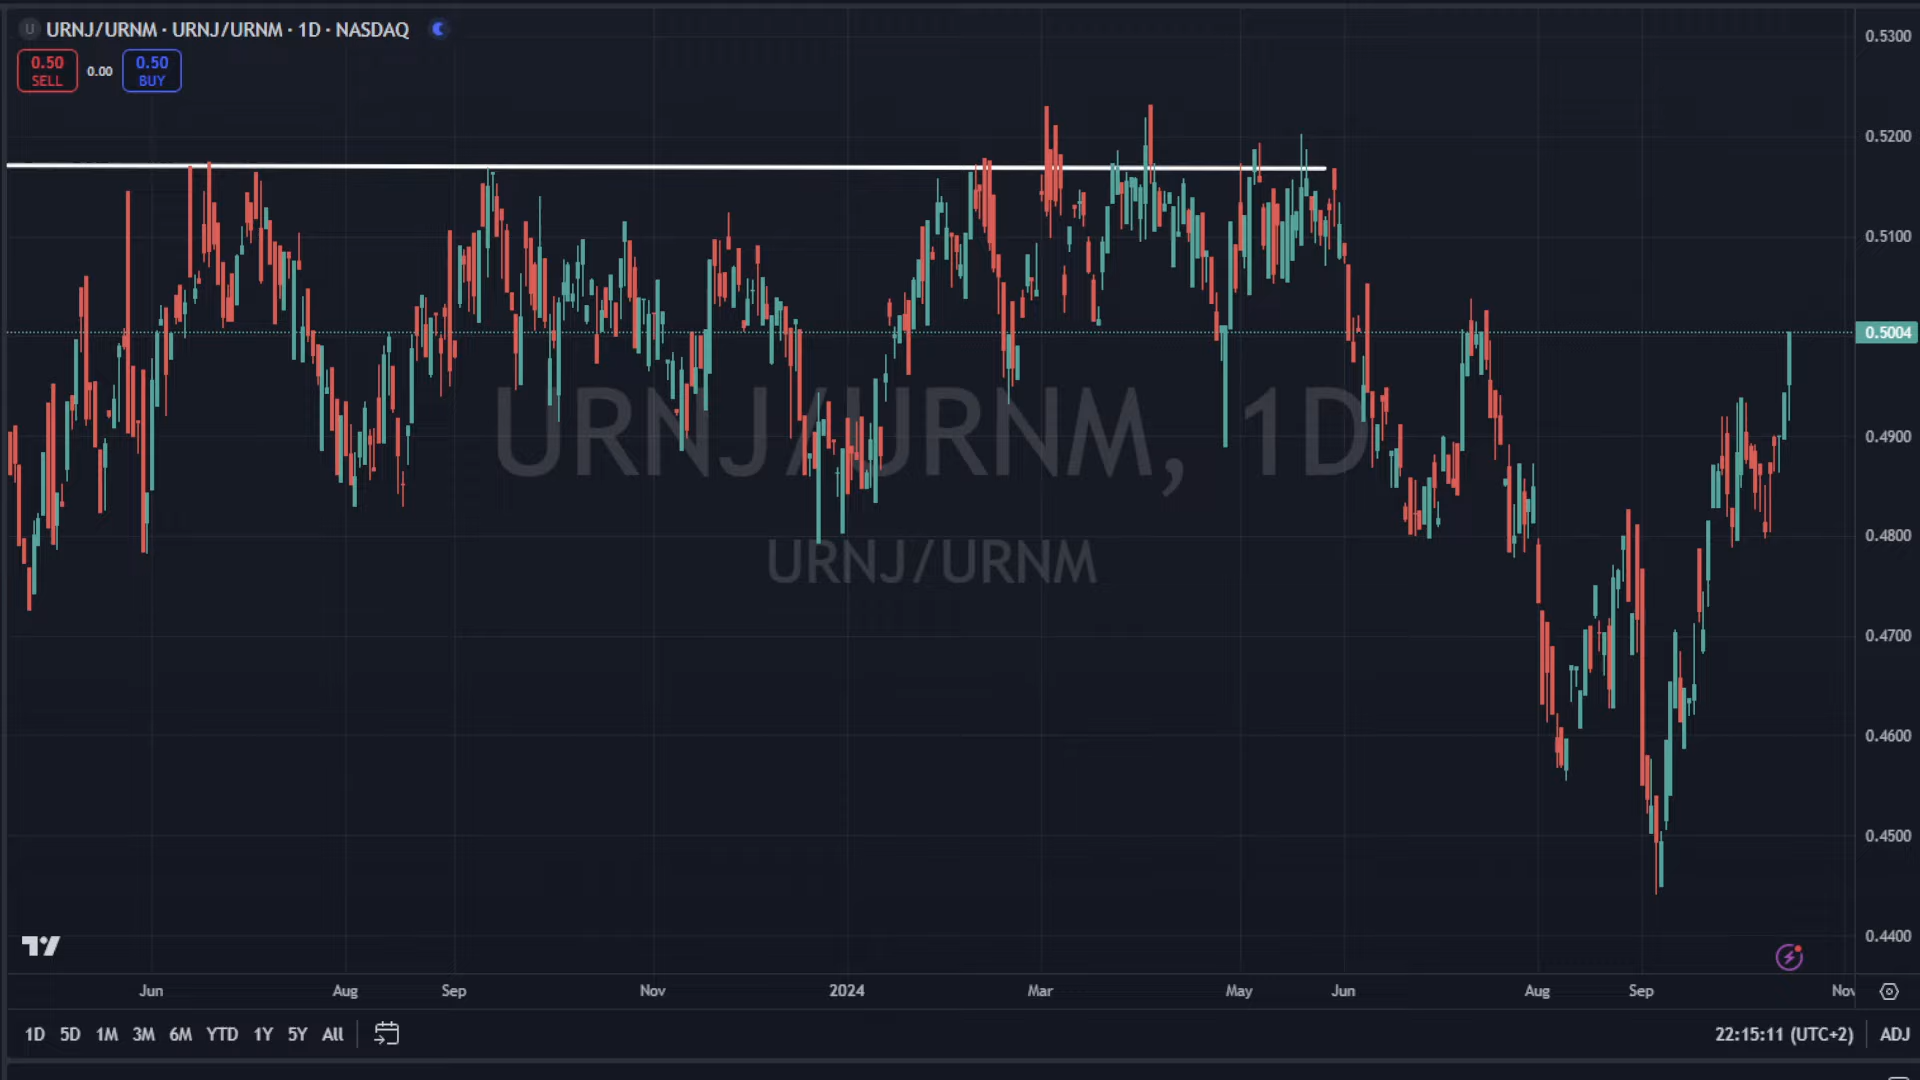 U URNJ/URNM · URNJ/URNM · 1D · NASDAQ
0.50 SELL 0.00 0.50 BUY
0.5300
0.5200
0.5100
0.5004
0.4900
0.4800
0.4700
0.4600
0.4500
0.4400
URNJ/URNM, 1D
URNJ/URNM
Jun Aug Sep Nov 2024 Mar May Jun Aug Sep Nov
1D 5D 1M 3M 6M YTD 1Y 5Y All 22:15:11 (UTC+2) ADJ